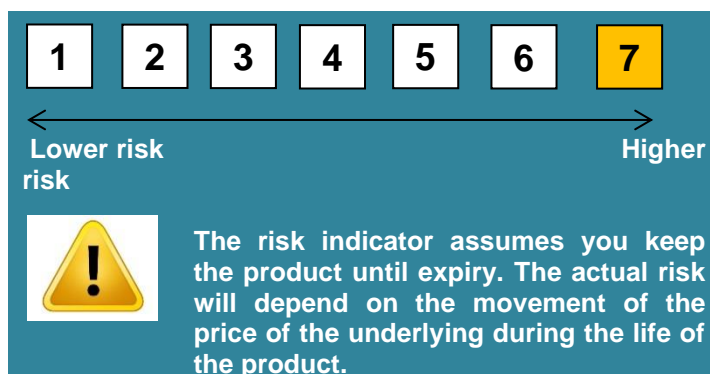 1 2 3 4 5 6 7
Lower risk Higher
risk
!
The risk indicator assumes you keep
the product until expiry. The actual risk
will depend on the movement of the
price of the underlying during the life of
the product.